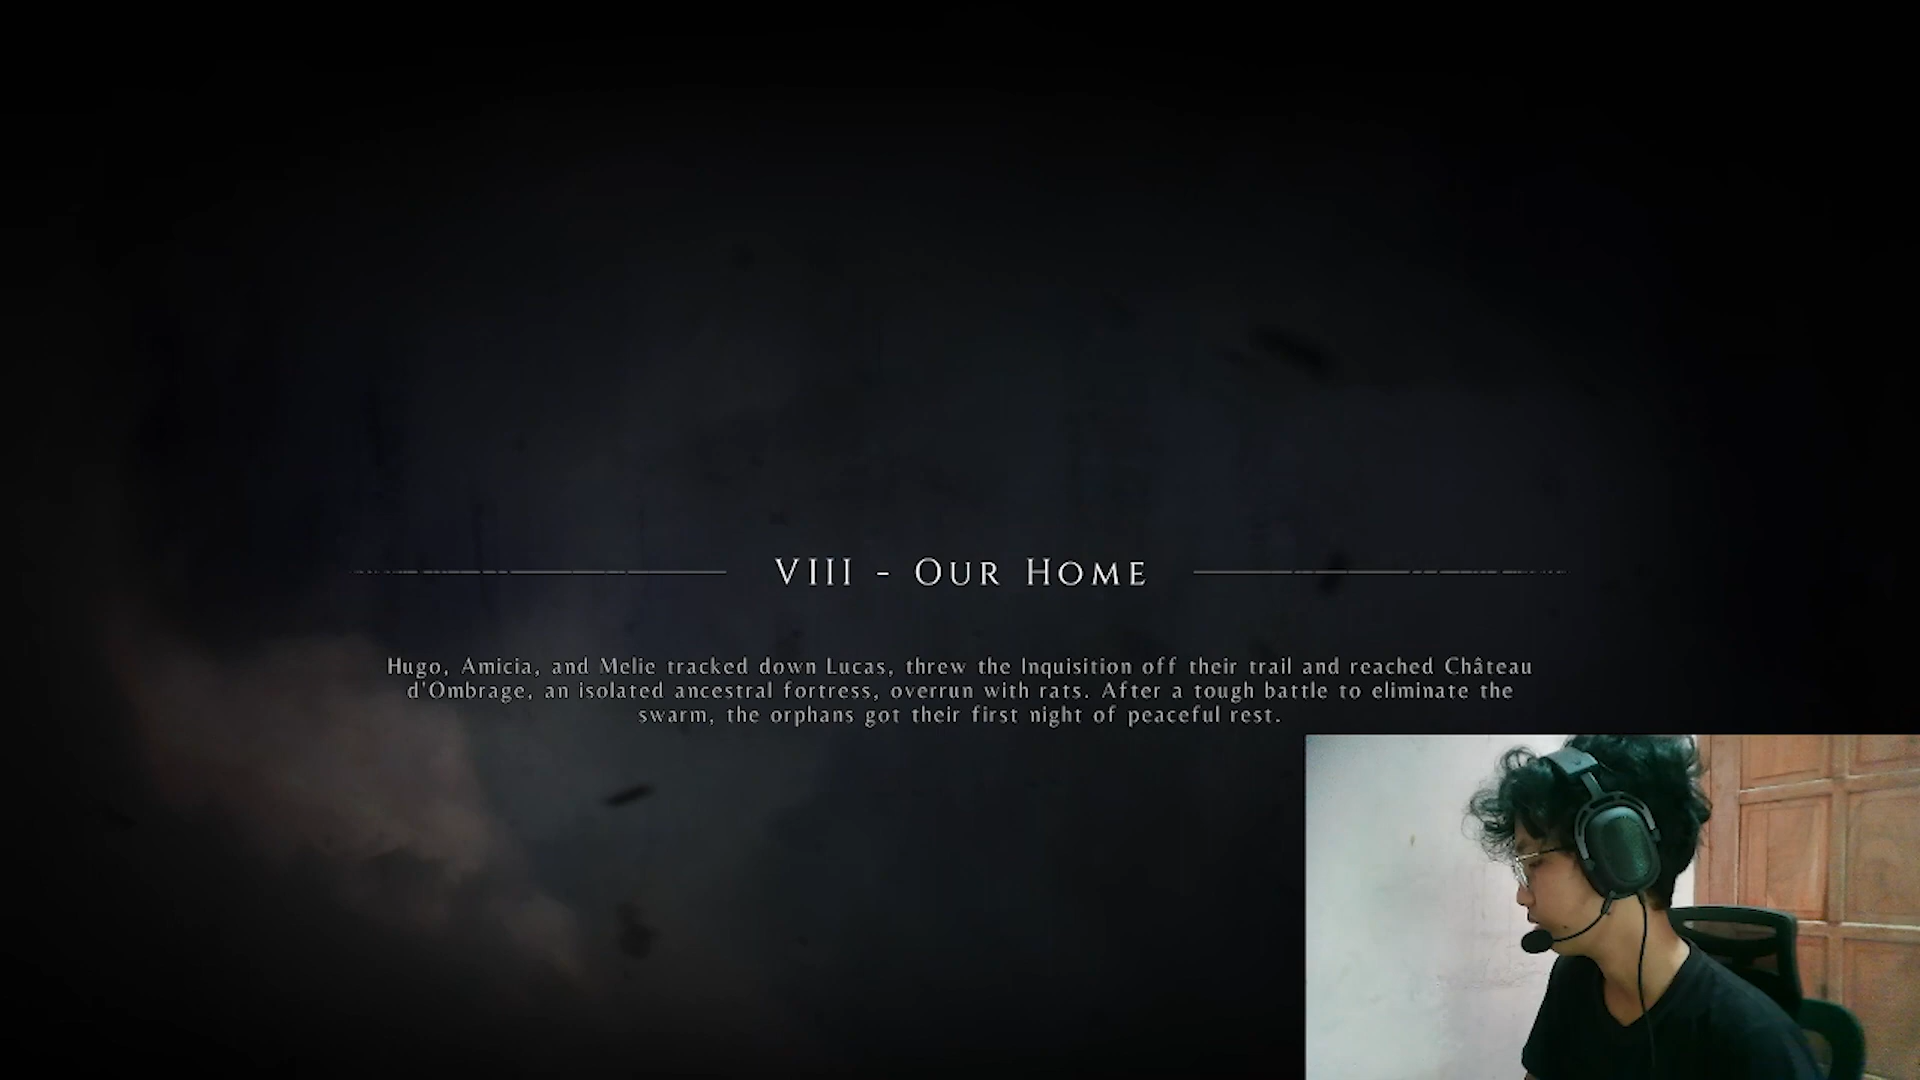 VIII - Our Home
Hugo, Amicia, and Melie tracked down Lucas, threw the Inquisition off their trail and reached Château
d'Ombrage, an isolated ancestral fortress, overrun with rats. After a tough battle to eliminate the
swarm, the orphans got their first night of peaceful rest.